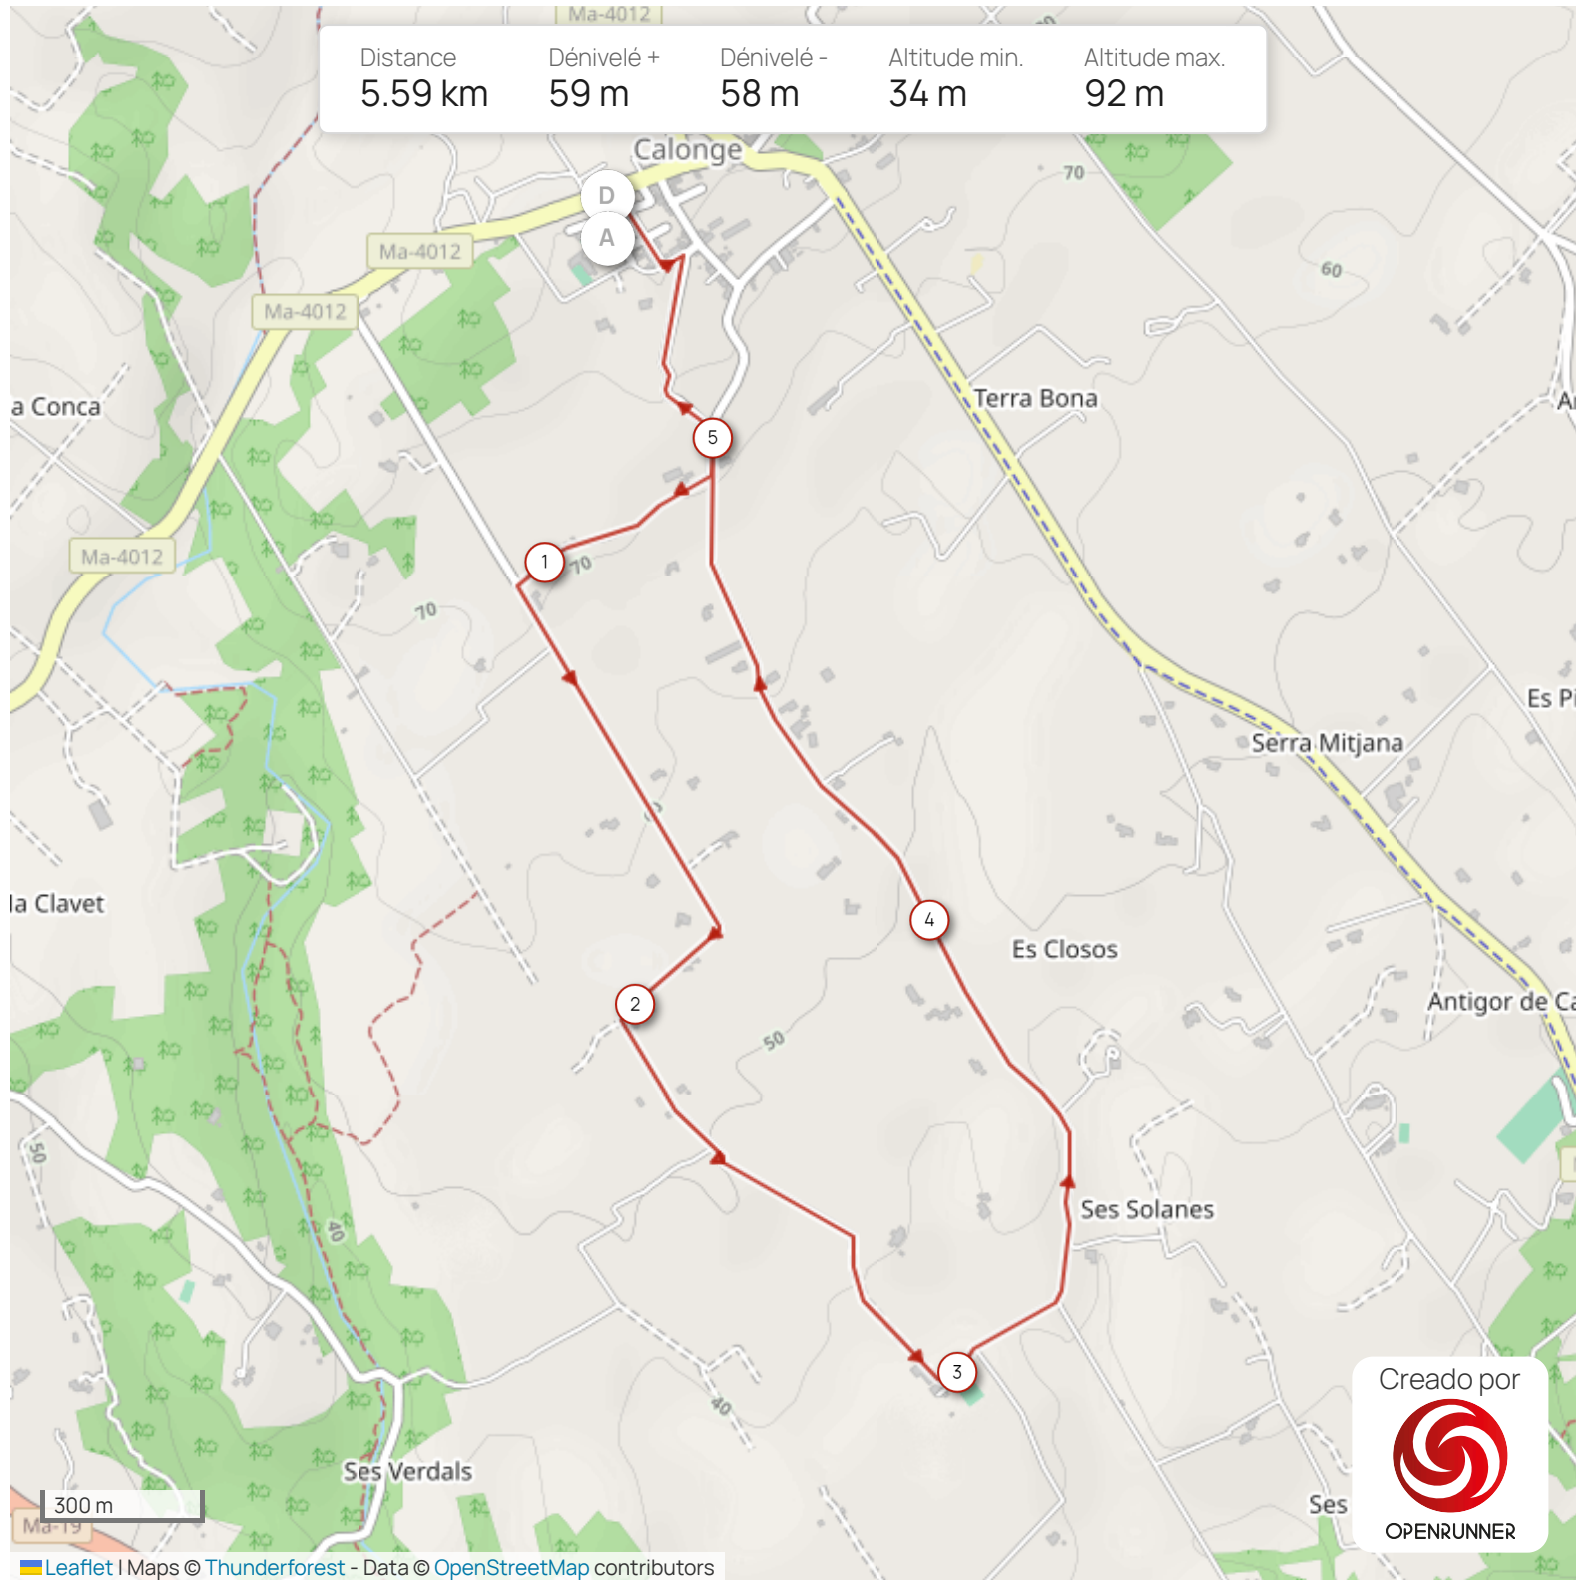 Ma-4012
Distance
5.59 km
Dénivelé +
59 m
Dénivelé -
58 m
Altitude min.
34 m
Altitude max.
92 m
Calonge
D
A
70
60
Ma-4012
Ma-4012
a Conca
Terra Bona
5
Ma-4012
1
70
70
Es Pi
Serra Mitjana
la Clavet
4
Es Closos
2
Antigor de Ca
50
50
40
Ses Solanes
3
40
Ses Verdals
Ses
300 m
Ma-19
Creado por
OPENRUNNER
Leaflet | Maps © Thunderforest - Data © OpenStreetMap contributors